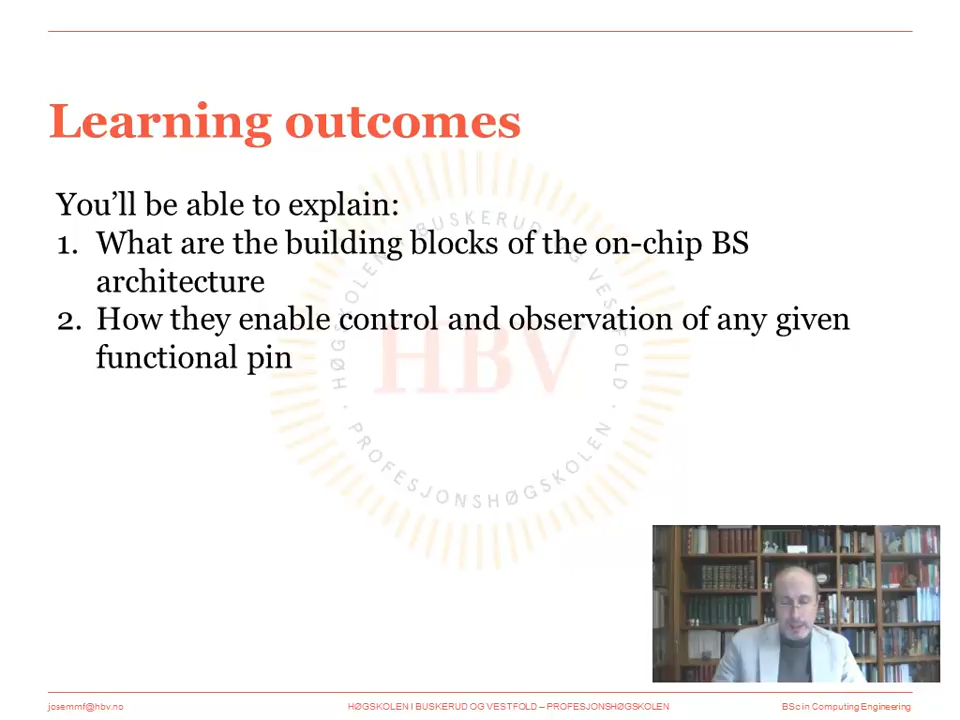 Learning outcomes
You'll be able to explain:
1. What are the building blocks of the on-chip BS
architecture
2. How they enable control and observation of any given
functional pin
HØGSKOLEN I BUSKERUD OG VESTFOLD · PROFESJONSHØGSKOLEN ·
HBV
josemmf@hbv.no HØGSKOLEN I BUSKERUD OG VESTFOLD – PROFESJONSHØGSKOLEN BSc in Computing Engineering